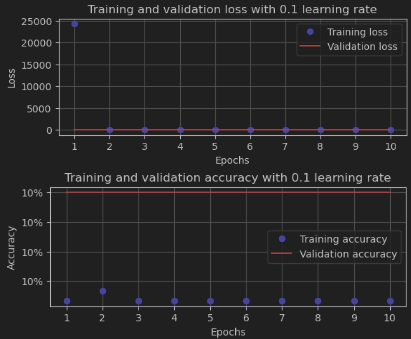 Training and validation loss with 0.1 learning rate
25000
20000
15000
10000
5000
0
Loss
Training loss
Validation loss
1 2 3 4 5 6 7 8 9 10
Epochs
Training and validation accuracy with 0.1 learning rate
10%
10%
10%
10%
Accuracy
Training accuracy
Validation accuracy
1 2 3 4 5 6 7 8 9 10
Epochs